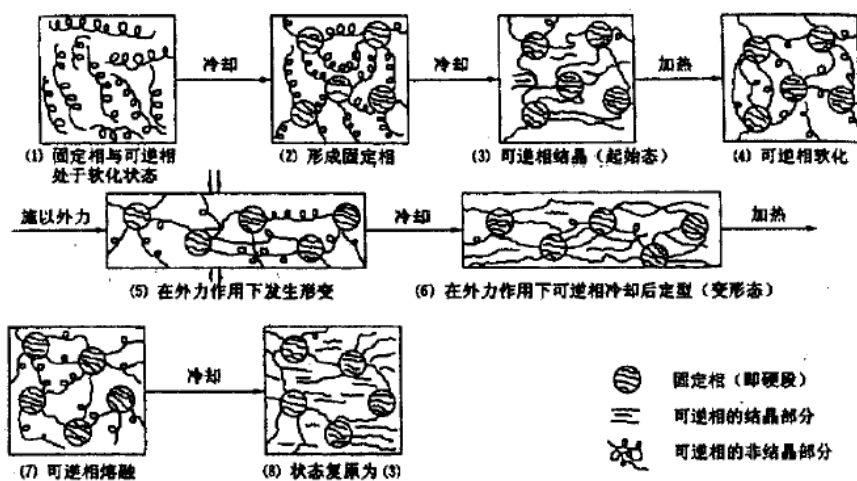 冷却
冷却
加热
(1) 固定相与可逆相
处于软化状态
(2) 形成固定相
(3) 可逆相结晶（起始态）
(4) 可逆相软化
施以外力
冷却
加热
(5) 在外力作用下发生形变
(6) 在外力作用下可逆相冷却后定型（变形态）
冷却
固定相（即硬段）
可逆相的结晶部分
可逆相的非结晶部分
(7) 可逆相熔融
(8) 状态复原为 (3)